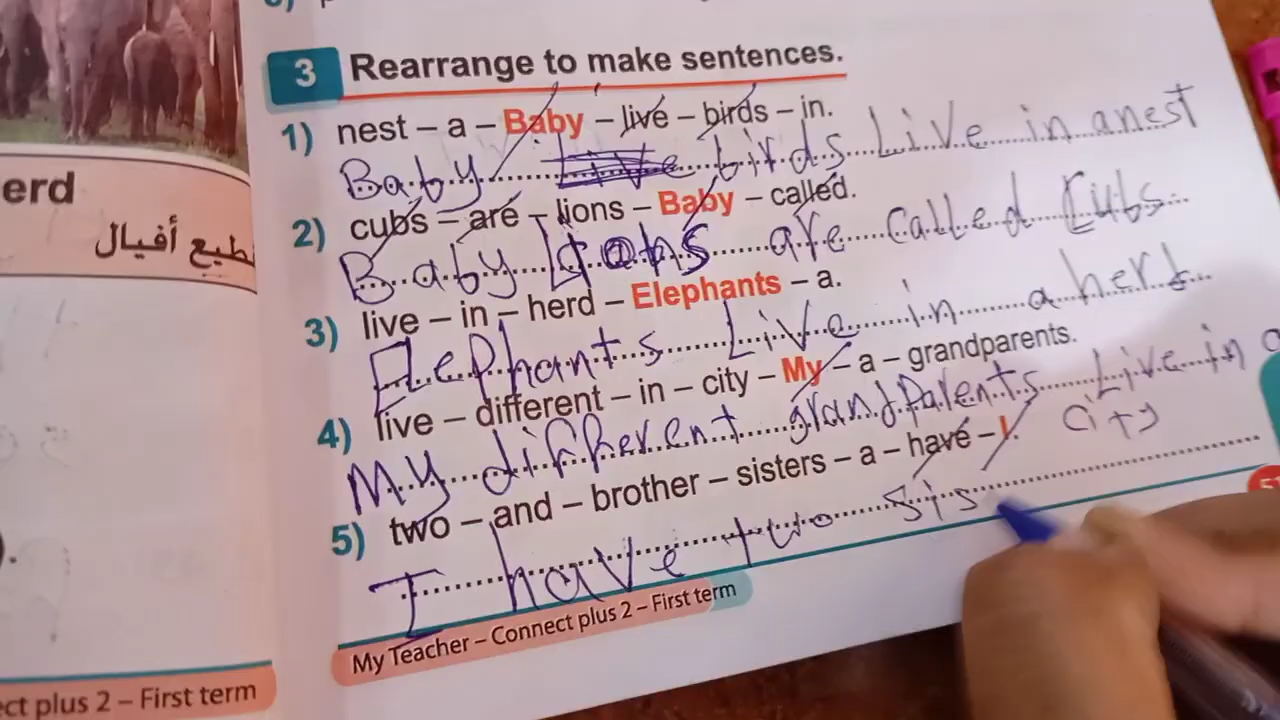 3 Rearrange to make sentences.
1) nest – a – Baby – live – birds – in.
Baby birds Live in a nest
2) cubs – are – lions – Baby – called.
Baby lions are called Cubs
3) live – in – herd – Elephants – a.
Elephants Live in a herd
4) live – different – in – city – My – a – grandparents.
My different grandparents Live in a
city
5) two – and – brother – sisters – a – have – I.
I have two sis
My Teacher – Connect plus 2 – First term
erd
قطيع أفيال
ct plus 2 – First term